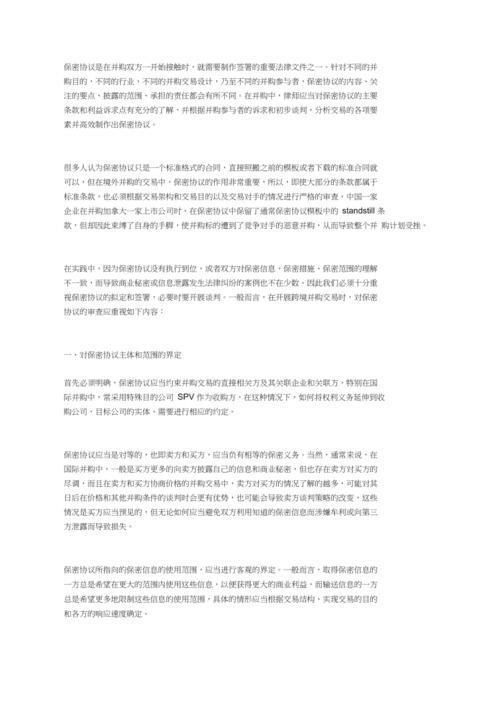 保密协议是在并购双方一开始接触时，就需要制作签署的重要法律文件之一。针对不同的并
购目的，不同的行业，不同的并购交易设计，乃至不同的并购参与者，保密协议的内容、关
注的要点、披露的范围、承担的责任都会有所不同。在并购中，律师应当对保密协议的主要
条款和利益诉求点有充分的了解，并根据并购参与者的诉求和初步谈判，分析交易的各项要
素并高效制作出保密协议。
很多人认为保密协议只是一个标准格式的合同，直接照搬之前的模板或者下载的标准合同就
可以，但在境外并购的交易中，保密协议的作用非常重要，所以，即使大部分的条款都属于
标准条款，也必须根据交易架构和交易目的以及交易对手的情况进行严格的审查。中国一家
企业在并购加拿大一家上市公司时，在保密协议中保留了通常保密协议模板中的 standstill 条
款，但却因此束缚了自身的手脚，使并购标的遭到了竞争对手的恶意并购，从而导致整个并 购计划受挫。
在实践中，因为保密协议没有执行到位，或者双方对保密信息，保密措施，保密范围的理解
不一致，而导致商业秘密或信息泄露发生法律纠纷的案例也不在少数。因此我们必须十分重
视保密协议的拟定和签署，必要时要开展谈判。一般而言，在开展跨境并购交易时，对保密
协议的审查应重视如下内容：
一、对保密协议主体和范围的界定
首先必须明确，保密协议应当约束并购交易的直接相关方及其关联企业和关联方，特别在国
际并购中，常采用特殊目的公司 SPV 作为收购方，在这种情况下，如何将权利义务延伸到收
购公司，目标公司的实体，需要进行相应的约定。
保密协议应当是对等的，也即卖方和买方，应当负有相等的保密义务。当然，通常来说，在
国际并购中，一般是买方更多的向卖方披露自己的信息和商业秘密，但也存在卖方对买方的
尽调，而且在卖方和买方协商价格的并购交易中，卖方对买方的情况了解的越多，可能对其
日后在价格和其他并购条件的谈判时会更有优势，也可能会导致卖方谈判策略的改变，这些
情况是买方应当预见的，但无论如何应当避免双方利用知道的保密信息而涉嫌牟利或向第三
方泄露而导致损失。
保密协议所指向的保密信息的使用范围，应当进行客观的界定。一般而言，取得保密信息的
一方总是希望在更大的范围内使用这些信息，以便获得更大的商业利益，而输送信息的一方
总是希望更多地限制这些信息的使用范围，具体的情形应当根据交易结构，实现交易的目的
和各方的响应速度确定。